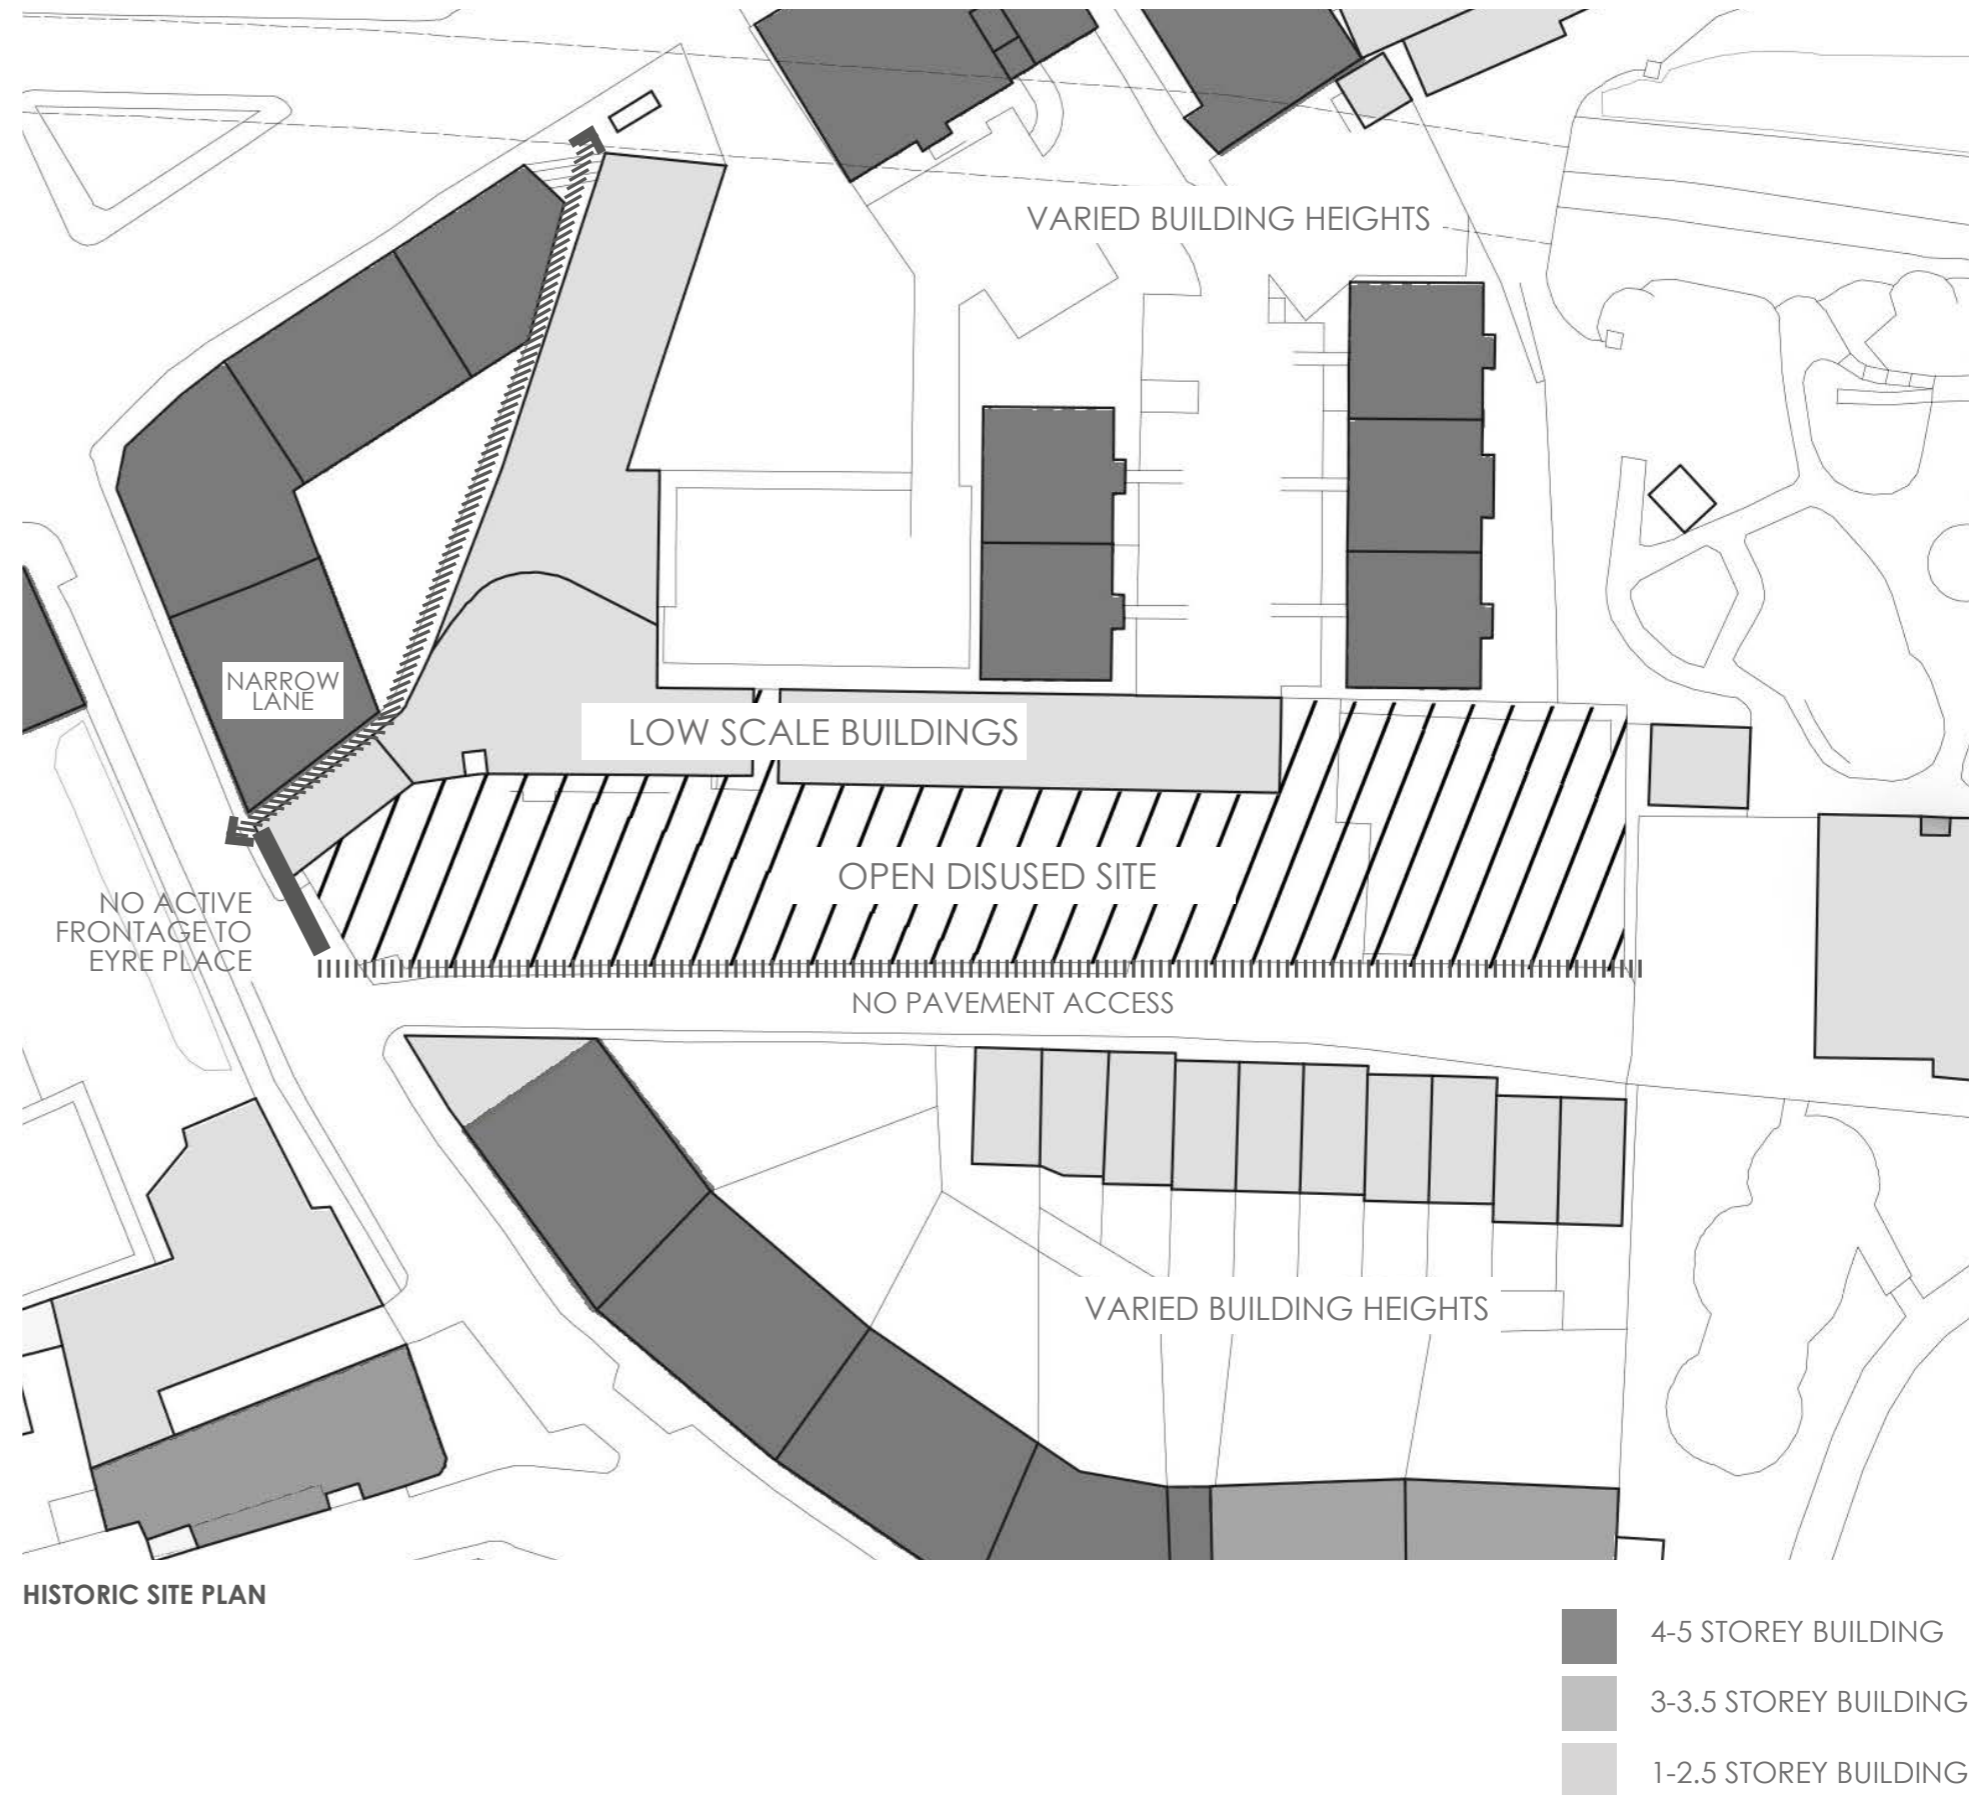 VARIED BUILDING HEIGHTS
NARROW
LANE
LOW SCALE BUILDINGS
OPEN DISUSED SITE
NO ACTIVE
FRONTAGE TO
EYRE PLACE
NO PAVEMENT ACCESS
VARIED BUILDING HEIGHTS
HISTORIC SITE PLAN
4-5 STOREY BUILDING
3-3.5 STOREY BUILDING
1-2.5 STOREY BUILDING